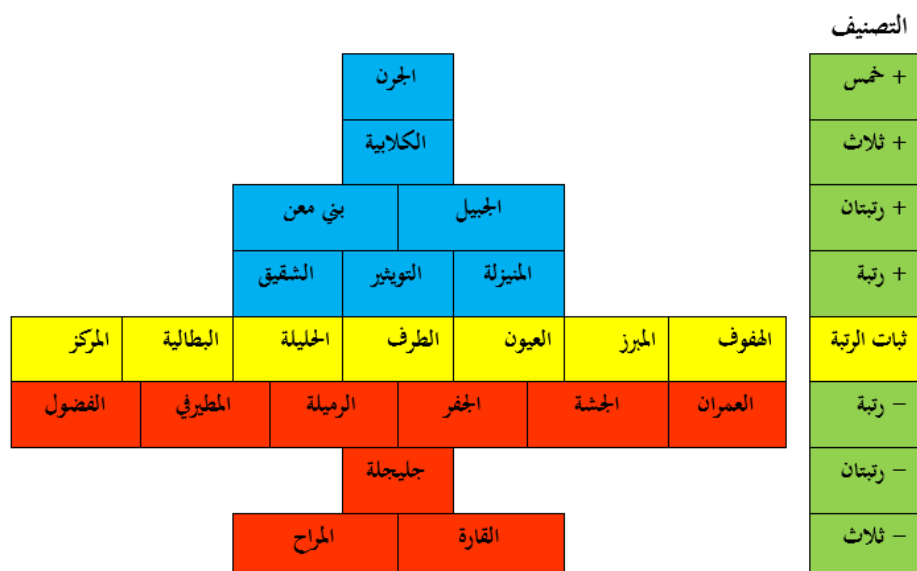 التصنيف
+ خمس الجرن
+ ثلاث الكلابية
+ رتبتان الجبيل بني معن
+ رتبة المنيزلة التويثير الشقيق
ثبات الرتبة الهفوف المبرز العيون الطرف الحليلة البطالية المركز
− رتبة العمران الجشة الجفر الرميلة المطيرفي الفضول
− رتبتان جليجلة
− ثلاث القارة المراح